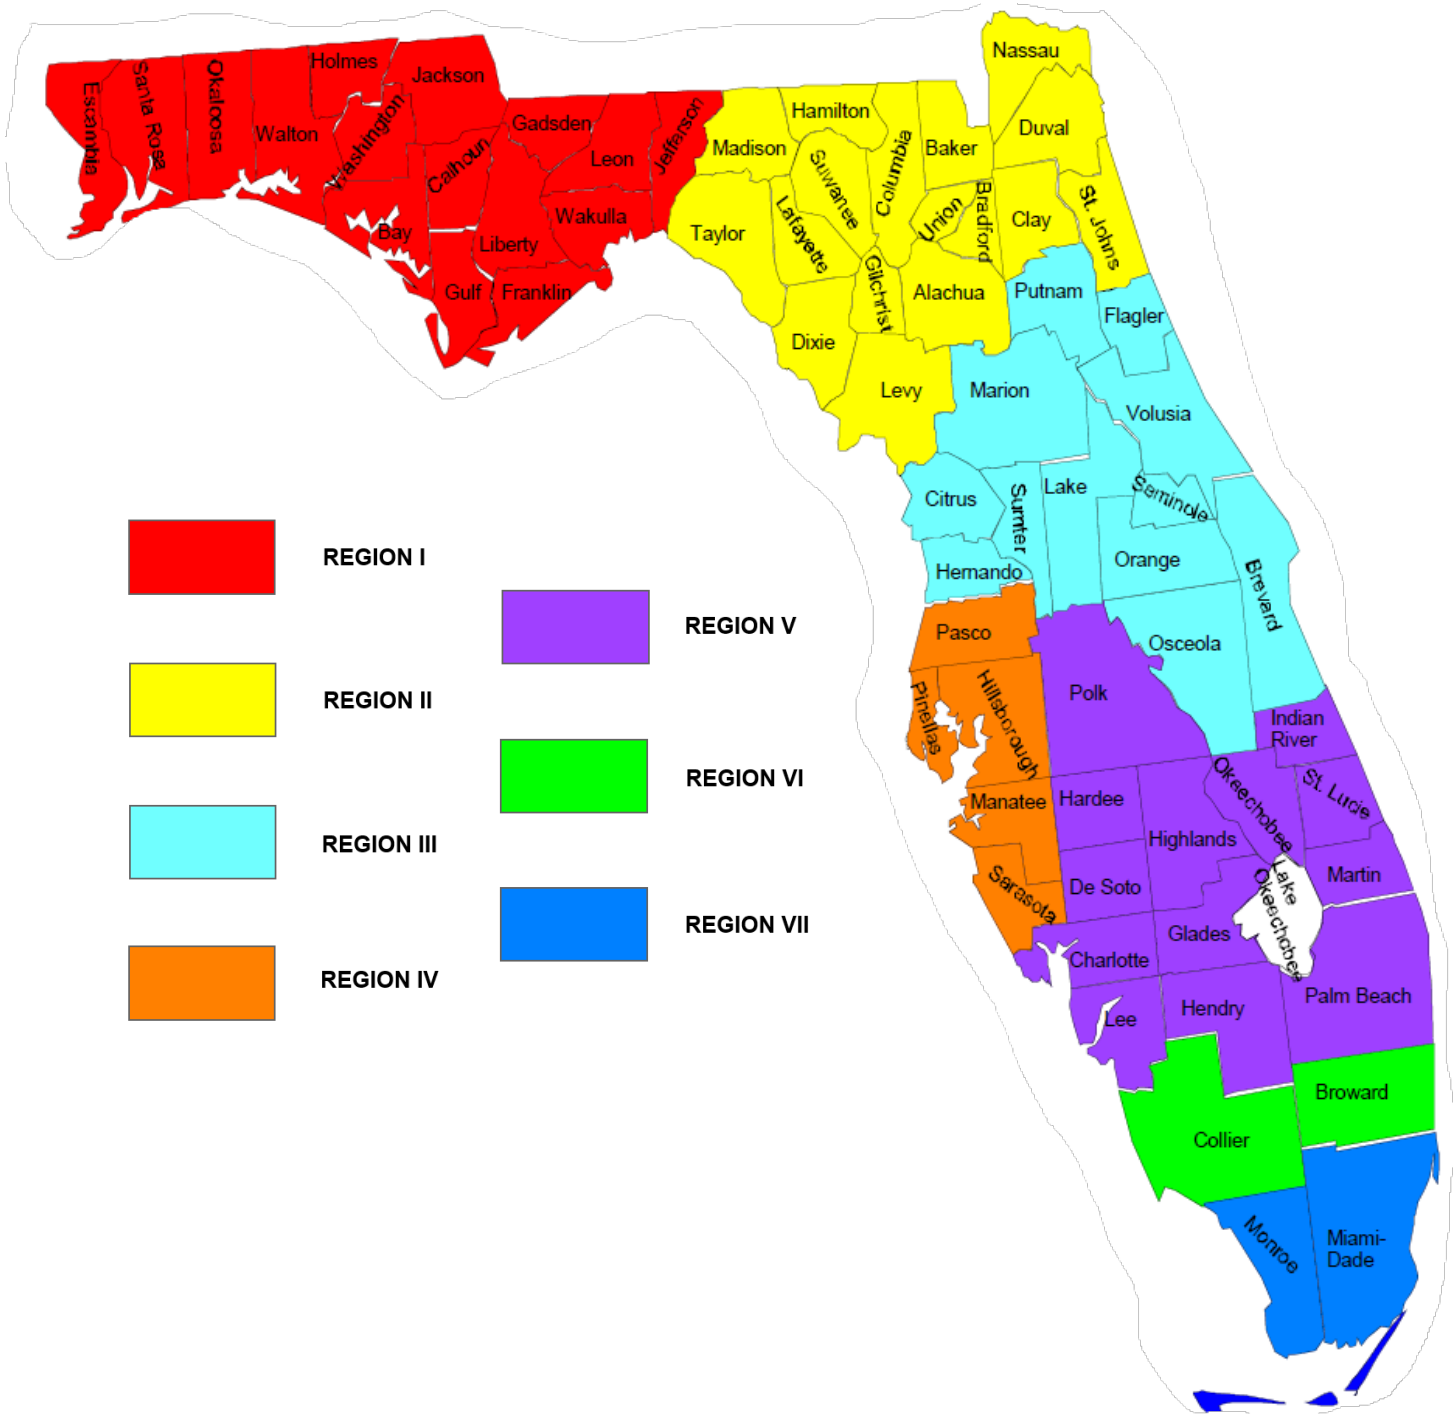 Nassau
Holmes
Jackson
Escambia
Santa Rosa
Okaloosa
Walton
Washington
Calhoun
Gadsden
Leon
Jefferson
Madison
Hamilton
Suwanee
Columbia
Baker
Duval
Bay
Liberty
Wakulla
Taylor
Lafayette
Union
Bradford
Clay
St. Johns
Gulf
Franklin
Gilchrist
Alachua
Putnam
Flagler
Dixie
Levy
Marion
Volusia
Citrus
Sumter
Lake
Seminole
REGION I
Hernando
Orange
Brevard
REGION V
Pasco
Osceola
REGION II
Pinellas
Hillsborough
Polk
Indian
River
REGION VI
Manatee
Hardee
Okeechobee
St. Lucie
REGION III
Highlands
Sarasota
De Soto
Lake
Okeechobee
Martin
REGION VII
Glades
Charlotte
REGION IV
Lee
Hendry
Palm Beach
Broward
Collier
Monroe
Miami-
Dade